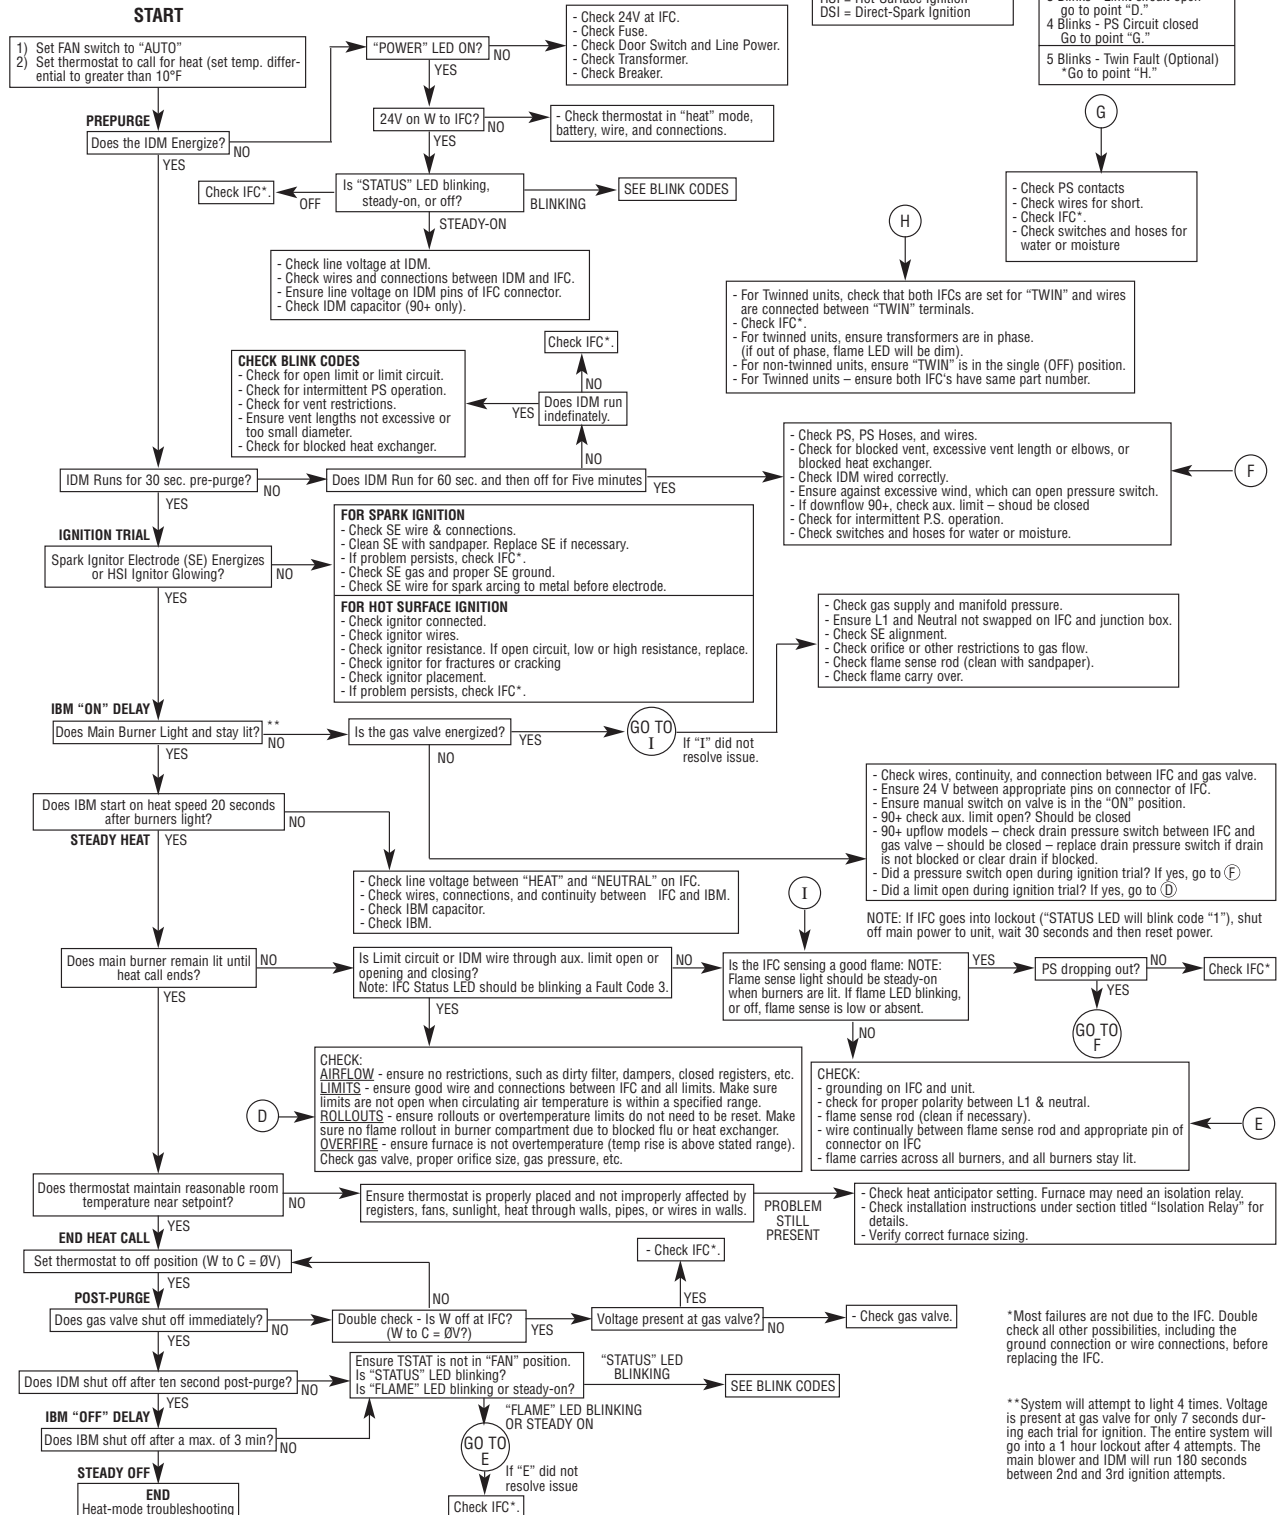 START
1) Set FAN switch to “AUTO”
2) Set thermostat to call for heat (set temp. differ-
ential to greater than 10°F
“POWER” LED ON?
NO
YES
- Check 24V at IFC.
- Check Fuse.
- Check Door Switch and Line Power.
- Check Transformer.
- Check Breaker.
HSI = Hot-Surface Ignition
DSI = Direct-Spark Ignition
3 Blinks - Limit circuit open
go to point “D.”
4 Blinks - PS Circuit closed
Go to point “G.”
5 Blinks - Twin Fault (Optional)
*Go to point “H.”
PREPURGE
Does the IDM Energize?
NO
YES
24V on W to IFC?
NO
YES
- Check thermostat in “heat” mode,
battery, wire, and connections.
G
Check IFC*.
OFF
Is “STATUS” LED blinking,
steady-on, or off?
BLINKING
SEE BLINK CODES
STEADY-ON
- Check PS contacts
- Check wires for short.
- Check IFC*.
- Check switches and hoses for
water or moisture
H
- Check line voltage at IDM.
- Check wires and connections between IDM and IFC.
- Ensure line voltage on IDM pins of IFC connector.
- Check IDM capacitor (90+ only).
- For Twinned units, check that both IFCs are set for “TWIN” and wires
are connected between “TWIN” terminals.
- Check IFC*.
- For twinned units, ensure transformers are in phase.
(if out of phase, flame LED will be dim).
- For non-twinned units, ensure “TWIN” is in the single (OFF) position.
- For Twinned units – ensure both IFC's have same part number.
Check IFC*.
NO
CHECK BLINK CODES
- Check for open limit or limit circuit.
- Check for intermittent PS operation.
- Check for vent restrictions.
- Ensure vent lengths not excessive or
too small diameter.
- Check for blocked heat exchanger.
YES
Does IDM run
indefinately.
NO
IDM Runs for 30 sec. pre-purge?
NO
YES
Does IDM Run for 60 sec. and then off for Five minutes
YES
- Check PS, PS Hoses, and wires.
- Check for blocked vent, excessive vent length or elbows, or
blocked heat exchanger.
- Check IDM wired correctly.
- Ensure against excessive wind, which can open pressure switch.
- If downflow 90+, check aux. limit – shoud be closed
- Check for intermittent P.S. operation.
- Check switches and hoses for water or moisture.
F
IGNITION TRIAL
Spark Ignitor Electrode (SE) Energizes
or HSI Ignitor Glowing?
NO
YES
FOR SPARK IGNITION
- Check SE wire & connections.
- Clean SE with sandpaper. Replace SE if necessary.
- If problem persists, check IFC*.
- Check SE gas and proper SE ground.
- Check SE wire for spark arcing to metal before electrode.
FOR HOT SURFACE IGNITION
- Check ignitor connected.
- Check ignitor wires.
- Check ignitor resistance. If open circuit, low or high resistance, replace.
- Check ignitor for fractures or cracking
- Check ignitor placement.
- If problem persists, check IFC*.
- Check gas supply and manifold pressure.
- Ensure L1 and Neutral not swapped on IFC and junction box.
- Check SE alignment.
- Check orifice or other restrictions to gas flow.
- Check flame sense rod (clean with sandpaper).
- Check flame carry over.
IBM “ON” DELAY
Does Main Burner Light and stay lit?
**
NO
YES
Is the gas valve energized?
YES
NO
GO TO
I
If “I” did not
resolve issue.
Does IBM start on heat speed 20 seconds
after burners light?
NO
STEADY HEAT
YES
- Check wires, continuity, and connection between IFC and gas valve.
- Ensure 24 V between appropriate pins on connector of IFC.
- Ensure manual switch on valve is in the “ON” position.
- 90+ check aux. limit open? Should be closed
- 90+ upflow models – check drain pressure switch between IFC and
gas valve – should be closed – replace drain pressure switch if drain
is not blocked or clear drain if blocked.
- Did a pressure switch open during ignition trial? If yes, go to Ⓕ
- Did a limit open during ignition trial? If yes, go to Ⓓ
- Check line voltage between “HEAT” and “NEUTRAL” on IFC.
- Check wires, connections, and continuity between IFC and IBM.
- Check IBM capacitor.
- Check IBM.
I
NOTE: If IFC goes into lockout (“STATUS LED will blink code “1”), shut
off main power to unit, wait 30 seconds and then reset power.
Does main burner remain lit until
heat call ends?
NO
YES
Is Limit circuit or IDM wire through aux. limit open or
opening and closing?
Note: IFC Status LED should be blinking a Fault Code 3.
NO
YES
Is the IFC sensing a good flame: NOTE:
Flame sense light should be steady-on
when burners are lit. If flame LED blinking,
or off, flame sense is low or absent.
YES
NO
PS dropping out?
NO
YES
Check IFC*
GO TO
F
D
CHECK:
AIRFLOW - ensure no restrictions, such as dirty filter, dampers, closed registers, etc.
LIMITS - ensure good wire and connections between IFC and all limits. Make sure
limits are not open when circulating air temperature is within a specified range.
ROLLOUTS - ensure rollouts or overtemperature limits do not need to be reset. Make
sure no flame rollout in burner compartment due to blocked flu or heat exchanger.
OVERFIRE - ensure furnace is not overtemperature (temp rise is above stated range).
Check gas valve, proper orifice size, gas pressure, etc.
CHECK:
- grounding on IFC and unit.
- check for proper polarity between L1 & neutral.
- flame sense rod (clean if necessary).
- wire continually between flame sense rod and appropriate pin of
connector on IFC
- flame carries across all burners, and all burners stay lit.
E
Does thermostat maintain reasonable room
temperature near setpoint?
NO
YES
Ensure thermostat is properly placed and not improperly affected by
registers, fans, sunlight, heat through walls, pipes, or wires in walls.
PROBLEM
STILL
PRESENT
- Check heat anticipator setting. Furnace may need an isolation relay.
- Check installation instructions under section titled “Isolation Relay” for
details.
- Verify correct furnace sizing.
END HEAT CALL
Set thermostat to off position (W to C = ØV)
YES
- Check IFC*.
POST-PURGE
Does gas valve shut off immediately?
NO
YES
NO
Double check - Is W off at IFC?
(W to C = ØV?)
YES
YES
Voltage present at gas valve?
NO
- Check gas valve.
*Most failures are not due to the IFC. Double
check all other possibilities, including the
ground connection or wire connections, before
replacing the IFC.
Does IDM shut off after ten second post-purge?
NO
YES
Ensure TSTAT is not in “FAN” position.
Is “STATUS” LED blinking?
Is “FLAME” LED blinking or steady-on?
“STATUS” LED
BLINKING
SEE BLINK CODES
“FLAME” LED BLINKING
OR STEADY ON
IBM “OFF” DELAY
Does IBM shut off after a max. of 3 min?
NO
GO TO
E
If “E” did not
resolve issue
Check IFC*.
**System will attempt to light 4 times. Voltage
is present at gas valve for only 7 seconds dur-
ing each trial for ignition. The entire system will
go into a 1 hour lockout after 4 attempts. The
main blower and IDM will run 180 seconds
between 2nd and 3rd ignition attempts.
STEADY OFF
END
Heat-mode troubleshooting